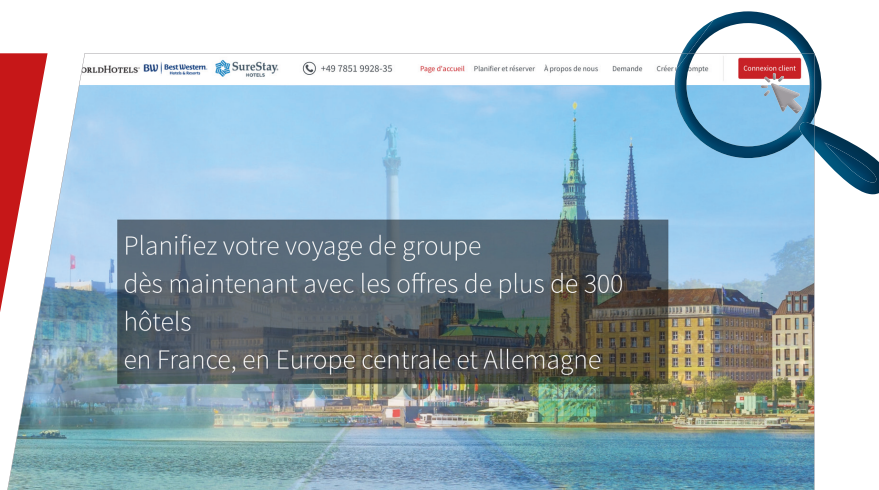 ORLDHOTELS BW Best Western. Hotels & Resorts SureStay. HOTELS +49 7851 9928-35 Page d'accueil Planifier et réserver À propos de nous Demande Créer compte Connexion client
Planifiez votre voyage de groupe
dès maintenant avec les offres de plus de 300
hôtels
en France, en Europe centrale et Allemagne